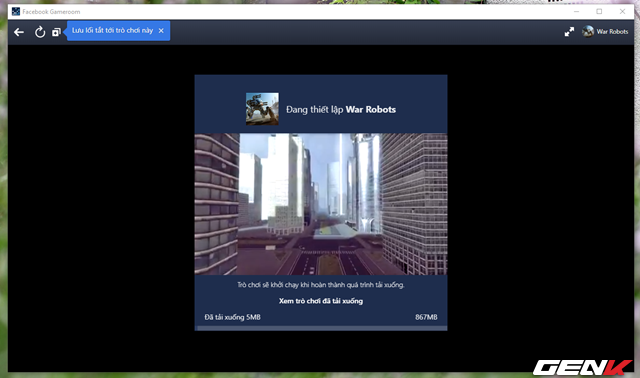 Facebook Gameroom
Lưu lối tắt tới trò chơi này
War Robots
Đang thiết lập War Robots
Trò chơi sẽ khởi chạy khi hoàn thành quá trình tải xuống.
Xem trò chơi đã tải xuống
Đã tải xuống 5MB
867MB
GENK